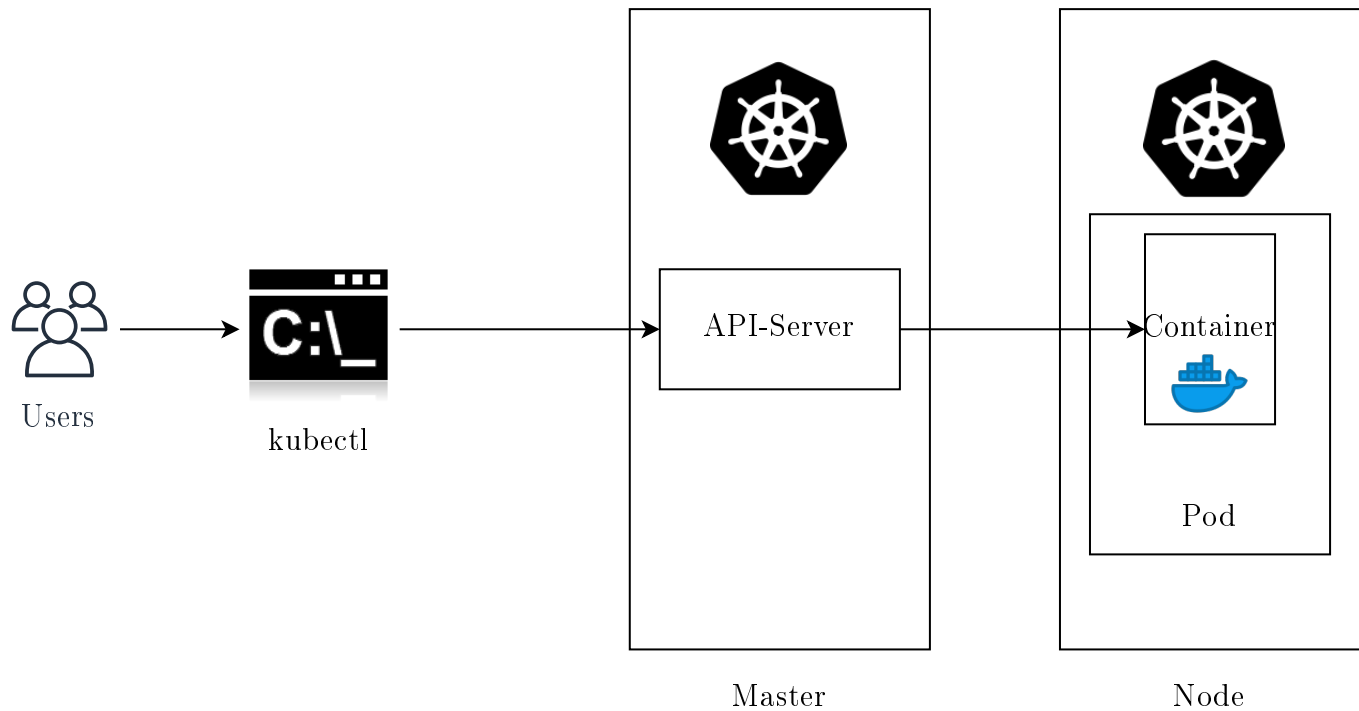 Users
C:\_
kubectl
API-Server
Master
Container
Pod
Node